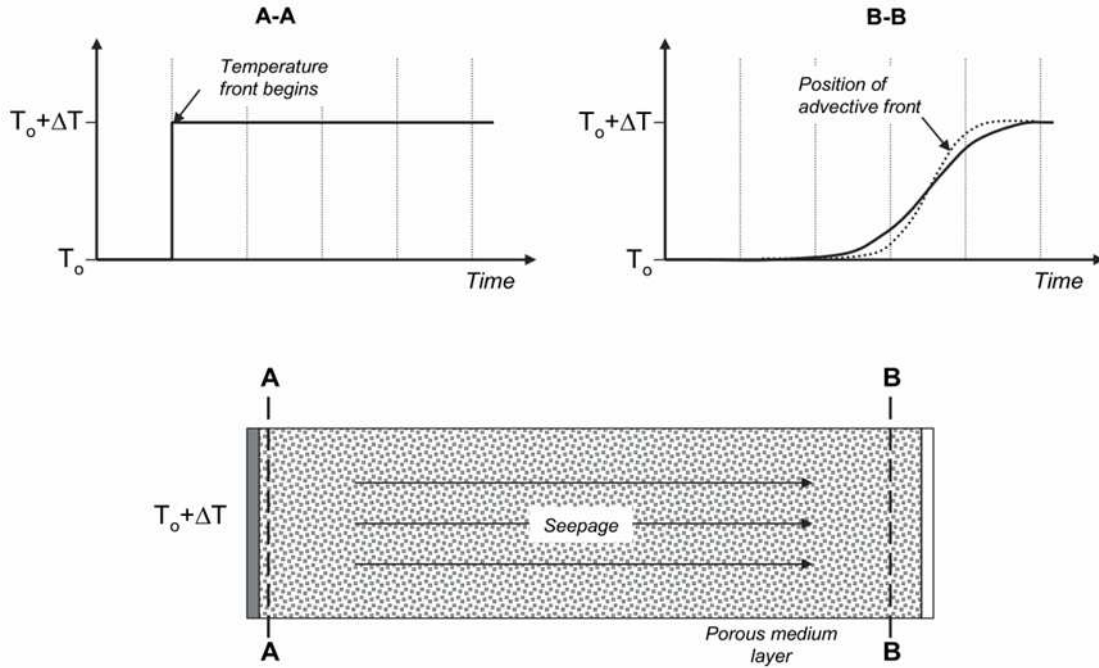 A-A
B-B
Temperature
front begins
Position of
advective front
T₀+ΔT
T₀+ΔT
T₀
T₀
Time
Time
A
B
T₀+ΔT
Seepage
A
B
Porous medium
layer